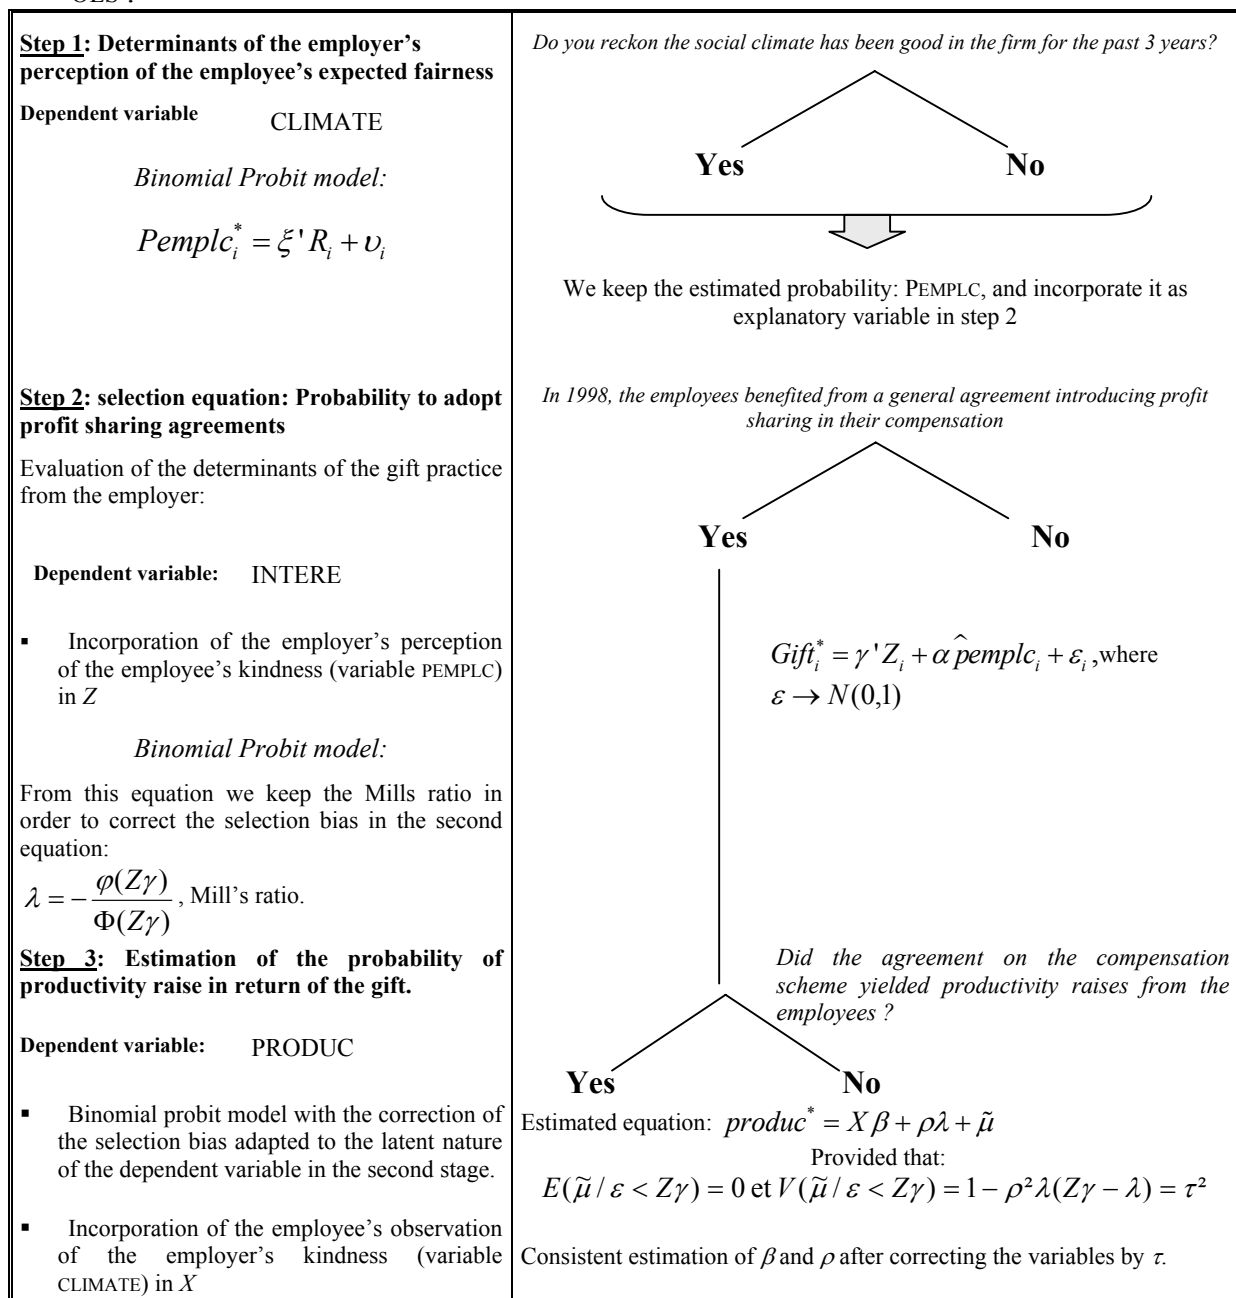 Step 1: Determinants of the employer's
perception of the employee's expected fairness
Dependent variable CLIMATE
Binomial Probit model:
Pemplc*ᵢ = ξ'Rᵢ + υᵢ
Do you reckon the social climate has been good in the firm for the past 3 years?
Yes No
We keep the estimated probability: PEMPLC, and incorporate it as
explanatory variable in step 2
Step 2: selection equation: Probability to adopt
profit sharing agreements
Evaluation of the determinants of the gift practice
from the employer:
Dependent variable: INTERE
▪ Incorporation of the employer's perception
of the employee's kindness (variable PEMPLC)
in Z
Binomial Probit model:
From this equation we keep the Mills ratio in
order to correct the selection bias in the second
equation:
λ = − φ(Zγ) / Φ(Zγ) , Mill's ratio.
In 1998, the employees benefited from a general agreement introducing profit
sharing in their compensation
Yes No
Gift*ᵢ = γ'Zᵢ + α p̂emplcᵢ + εᵢ ,where
ε → N(0,1)
Step 3: Estimation of the probability of
productivity raise in return of the gift.
Dependent variable: PRODUC
▪ Binomial probit model with the correction of
the selection bias adapted to the latent nature
of the dependent variable in the second stage.
▪ Incorporation of the employee's observation
of the employer's kindness (variable
CLIMATE) in X
Did the agreement on the compensation
scheme yielded productivity raises from the
employees ?
Yes No
Estimated equation: produc* = Xβ + ρλ + μ̃
Provided that:
E(μ̃ / ε < Zγ) = 0 et V(μ̃ / ε < Zγ) = 1 − ρ²λ(Zγ − λ) = τ²
Consistent estimation of β and ρ after correcting the variables by τ.